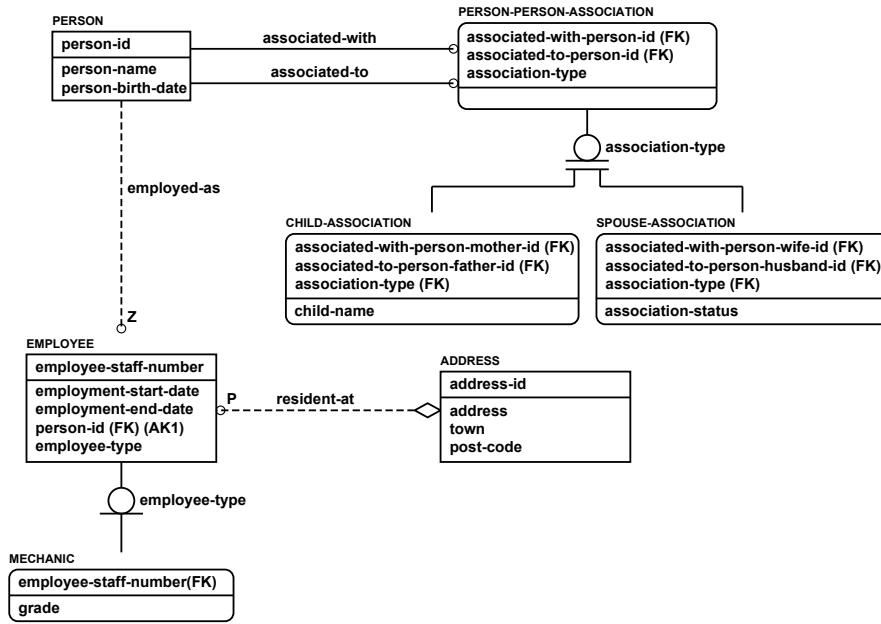 PERSON
person-id
person-name
person-birth-date
associated-with
associated-to
PERSON-PERSON-ASSOCIATION
associated-with-person-id (FK)
associated-to-person-id (FK)
association-type
association-type
employed-as
Z
CHILD-ASSOCIATION
associated-with-person-mother-id (FK)
associated-to-person-father-id (FK)
association-type (FK)
child-name
SPOUSE-ASSOCIATION
associated-with-person-wife-id (FK)
associated-to-person-husband-id (FK)
association-type (FK)
association-status
EMPLOYEE
employee-staff-number
employment-start-date
employment-end-date
person-id (FK) (AK1)
employee-type
P
resident-at
ADDRESS
address-id
address
town
post-code
employee-type
MECHANIC
employee-staff-number(FK)
grade